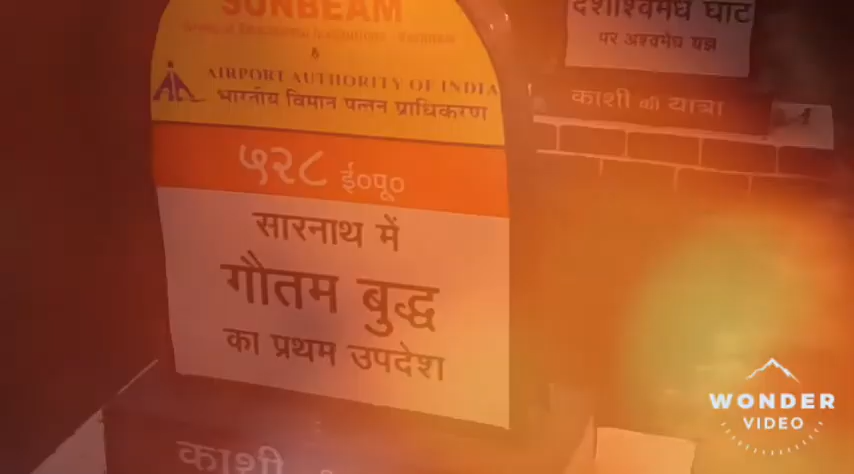 SUNBEAM
&
AIRPORT AUTHORITY OF INDIA
भारतीय विमान पत्तन प्राधिकरण
५२८ ई०पू०
सारनाथ में
गौतम बुद्ध
का प्रथम उपदेश
काशी
दशाश्वमेध घाट
पर अश्वमेध यज्ञ
काशी की यात्रा
WONDER
VIDEO